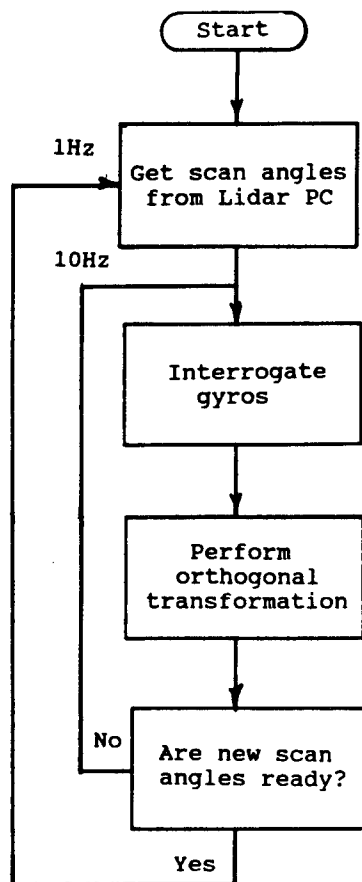 Start
1Hz
Get scan angles
from Lidar PC
10Hz
Interrogate
gyros
Perform
orthogonal
transformation
No
Are new scan
angles ready?
Yes